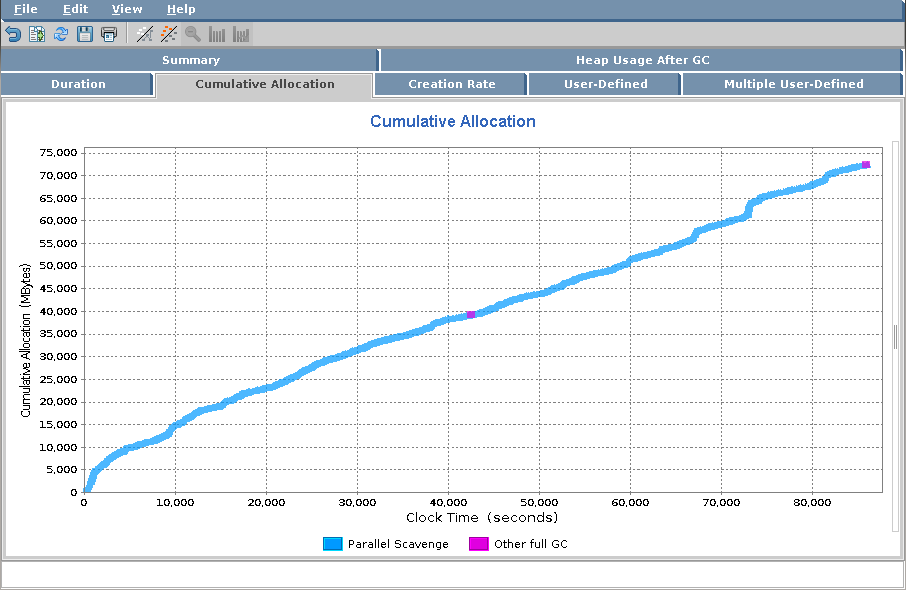 File Edit View Help
Summary Heap Usage After GC
Duration Cumulative Allocation Creation Rate User-Defined Multiple User-Defined
Cumulative Allocation
75,000
70,000
65,000
60,000
55,000
50,000
45,000
40,000
35,000
30,000
25,000
20,000
15,000
10,000
5,000
0
Cumulative Allocation (MBytes)
0 10,000 20,000 30,000 40,000 50,000 60,000 70,000 80,000
Clock Time (seconds)
Parallel Scavenge Other full GC